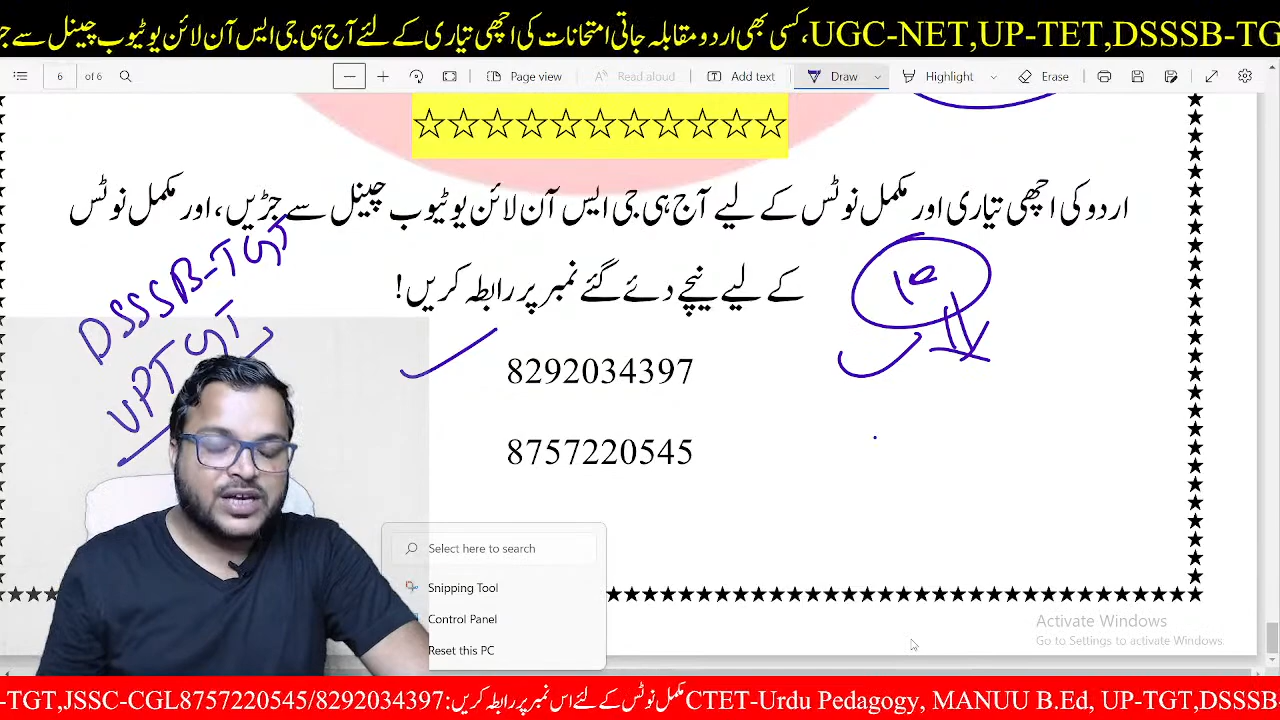 کسی بھی اردو مقابلہ جاتی امتحانات کی اچھی تیاری کے لئے آج ہی جی ایس آن لائن یوٹیوب چینل سے جڑ ،UGC-NET,UP-TET,DSSSB-TG
6 of 6 Page view Read aloud Add text Draw Highlight Erase
☆☆☆☆☆☆☆☆☆☆☆
اردو کی اچھی تیاری اور مکمل نوٹس کے لیے آج ہی جی ایس آن لائن یوٹیوب چینل سے جڑیں، اور مکمل نوٹس
کے لیے نیچے دئے گئے نمبر پر رابطہ کریں!
DSSSB-TGT
UPTGT
8292034397
8757220545
Select here to search
Snipping Tool
Control Panel
Reset this PC
Activate Windows
Go to Settings to activate Windows.
-TGT,JSSC-CGL8757220545/8292034397:مکمل نوٹس کے لئے اس نمبر پر رابطہ کریں CTET-Urdu Pedagogy, MANUU B.Ed, UP-TGT,DSSSB-